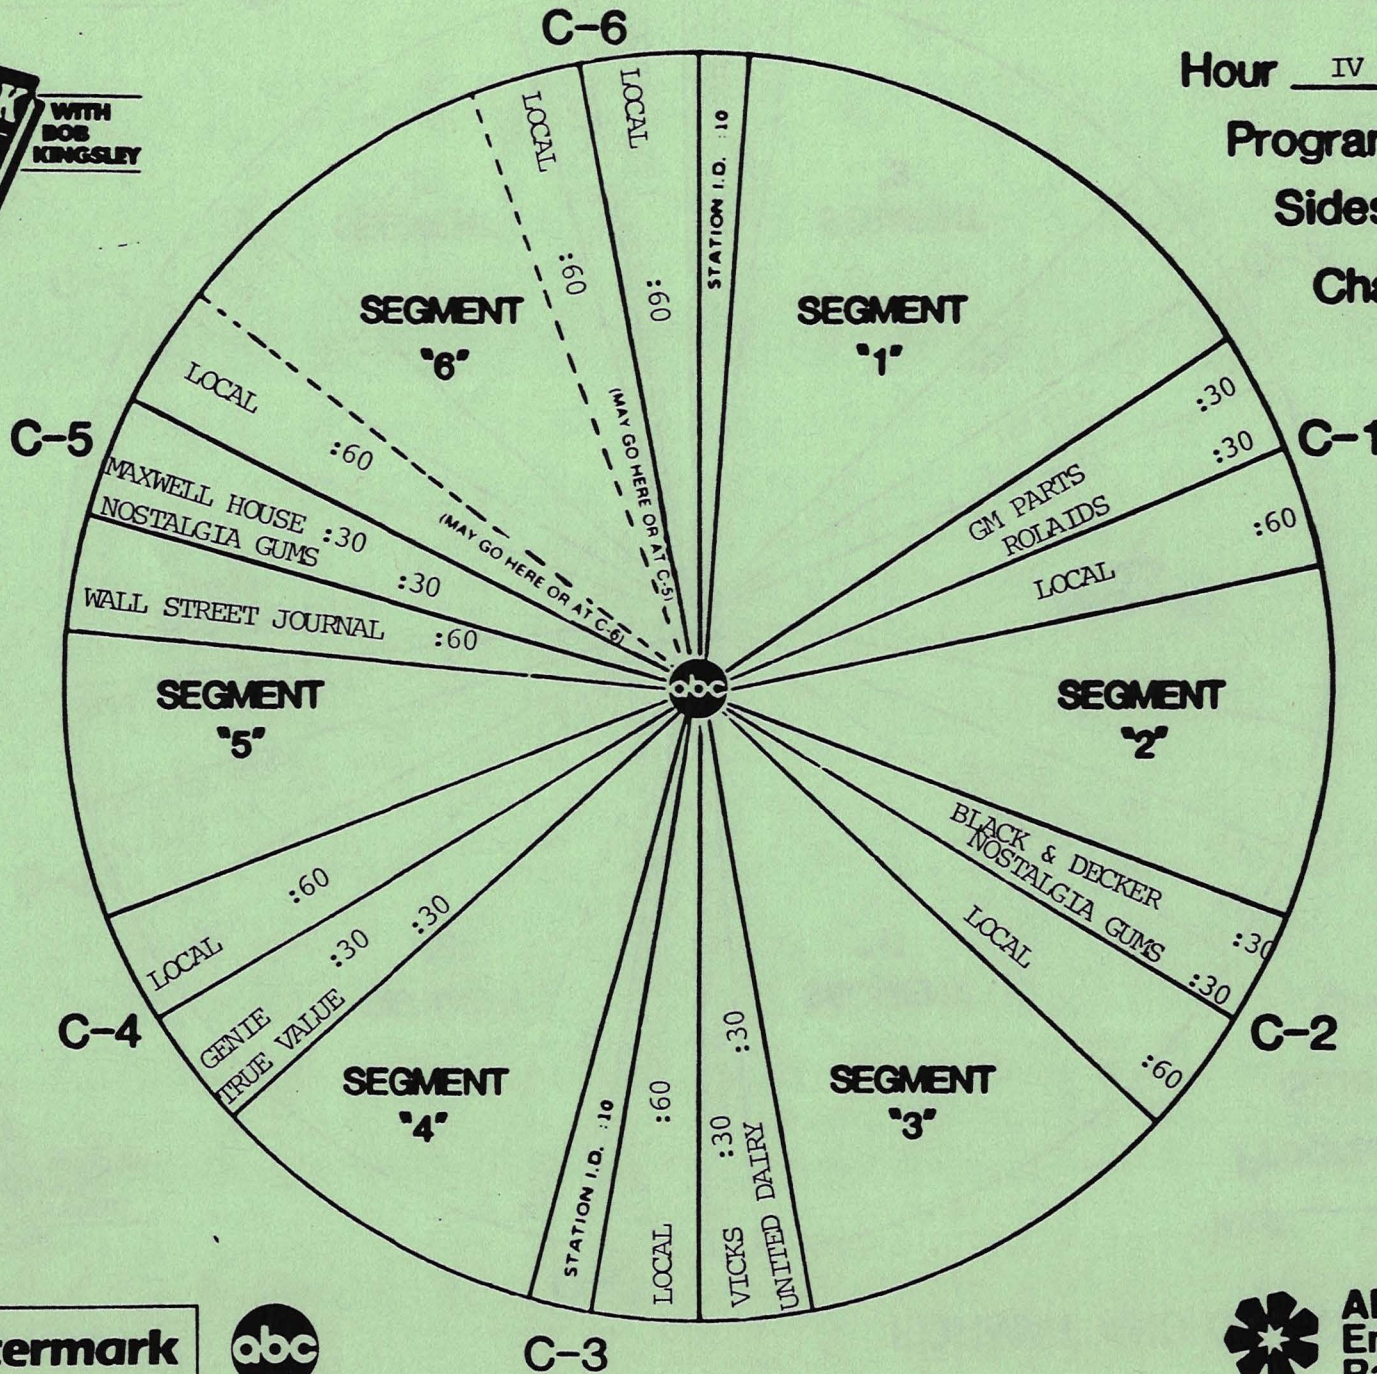 C-6
Hour IV
WITH
BOB
KINGSLEY
Sides
LOCAL :60
LOCAL :60
STATION I.D. :10
SEGMENT
"6"
SEGMENT
"1"
(MAY GO HERE OR AT C-5)
LOCAL :60
(MAY GO HERE OR AT C-6)
C-5
MAXWELL HOUSE :30
NOSTALGIA GUMS :30
WALL STREET JOURNAL :60
GM PARTS :30
ROLAIDS :30
C-1
LOCAL :60
abc
SEGMENT
"5"
SEGMENT
"2"
BLACK & DECKER :30
NOSTALGIA GUMS :30
C-2
LOCAL :60
LOCAL :60
C-4
GENIE :30
TRUE VALUE :30
SEGMENT
"4"
SEGMENT
"3"
STATION I.D. :10
LOCAL :60
VICKS :30
UNITED DAIRY :30
C-3
termark
abc